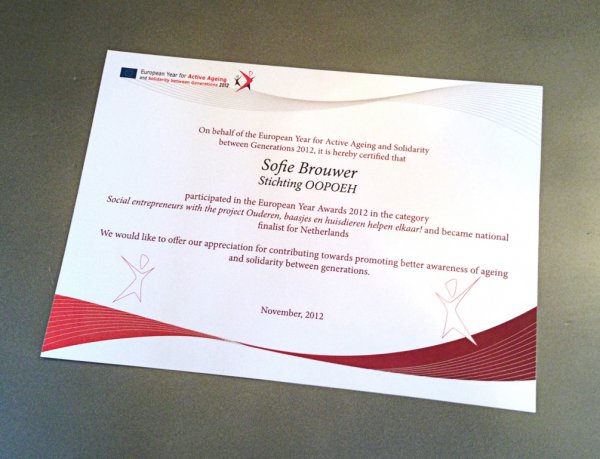 European Year for Active Ageing
and Solidarity between Generations 2012
On behalf of the European Year for Active Ageing and Solidarity
between Generations 2012, it is hereby certified that
Sofie Brouwer
Stichting OOPOEH
participated in the European Year Awards 2012 in the category
Social entrepreneurs with the project Ouderen, baasjes en huisdieren helpen elkaar! and became national
finalist for Netherlands
We would like to offer our appreciation for contributing towards promoting better awareness of ageing
and solidarity between generations.
November, 2012